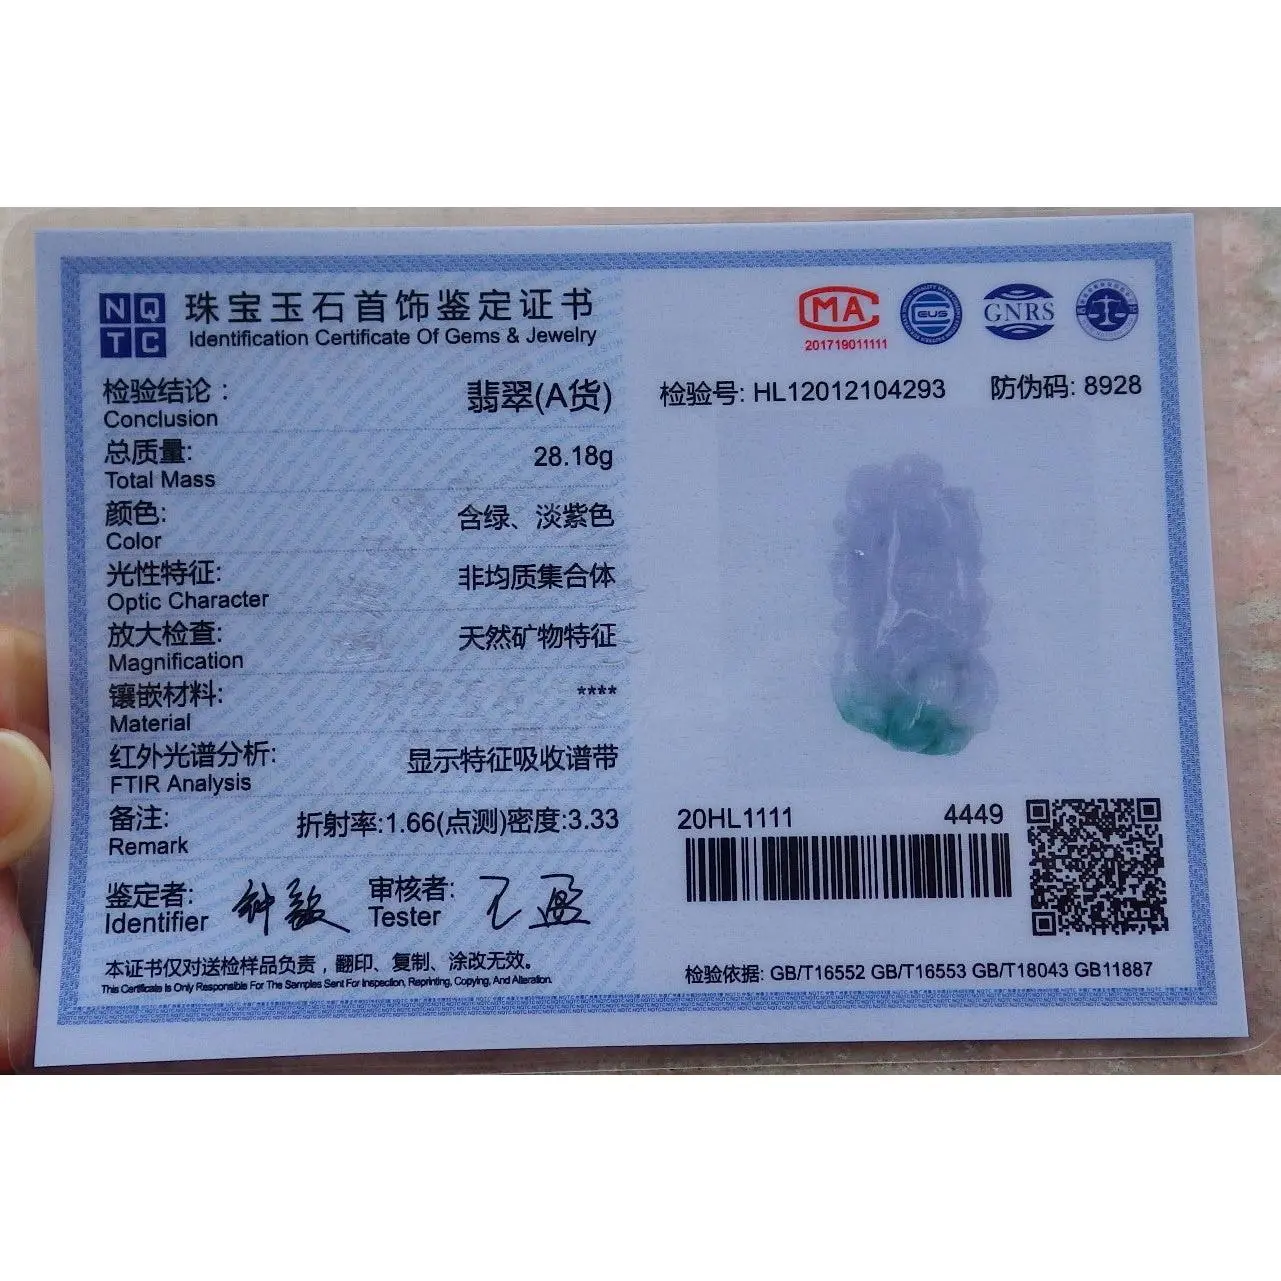 NQ
TC
珠宝玉石首饰鉴定证书
Identification Certificate Of Gems & Jewelry
MA
201719011111
GNRS
检验结论：
翡翠(A货)
Conclusion
检验号: HL12012104293
防伪码: 8928
总质量:
28.18g
Total Mass
颜色:
含绿、淡紫色
Color
光性特征:
非均质集合体
Optic Character
放大检查:
天然矿物特征
Magnification
镶嵌材料:
****
Material
红外光谱分析:
显示特征吸收谱带
FTIR Analysis
备注:
折射率:1.66(点测)密度:3.33
Remark
20HL1111
4449
鉴定者:
Identifier
审核者:
Tester
本证书仅对送检样品负责，翻印、复制、涂改无效。
This Certificate Is Only Responsible For The Samples Sent For Inspection, Reprinting, Copying, And Alteration.
检验依据: GB/T16552 GB/T16553 GB/T18043 GB11887